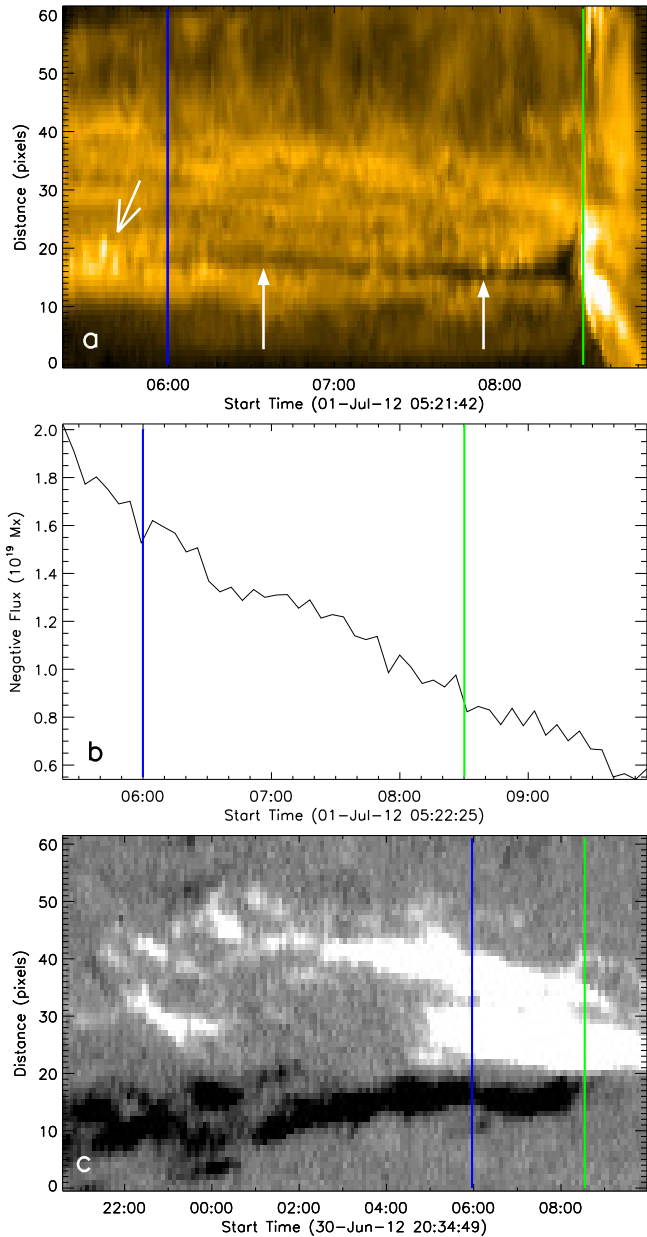 60
50
40
30
20
10
0
Distance (pixels)
a
06:00 07:00 08:00
Start Time (01-Jul-12 05:21:42)
2.0
1.8
1.6
1.4
1.2
1.0
0.8
0.6
Negative Flux (10^19 Mx)
b
06:00 07:00 08:00 09:00
Start Time (01-Jul-12 05:22:25)
60
50
40
30
20
10
0
Distance (pixels)
c
22:00 00:00 02:00 04:00 06:00 08:00
Start Time (30-Jun-12 20:34:49)